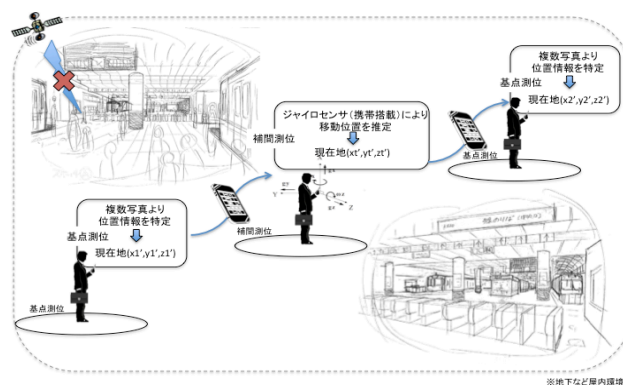 複数写真より
位置情報を特定
基点測位
現在地(x2',y2',z2')
基点測位
ジャイロセンサ(携帯搭載)により
移動位置を推定
補間測位
現在地(xt',yt',zt')
補間測位
複数写真より
位置情報を特定
基点測位
現在地(x1',y1',z1')
基点測位
Y
X
Z
※地下など屋内環境